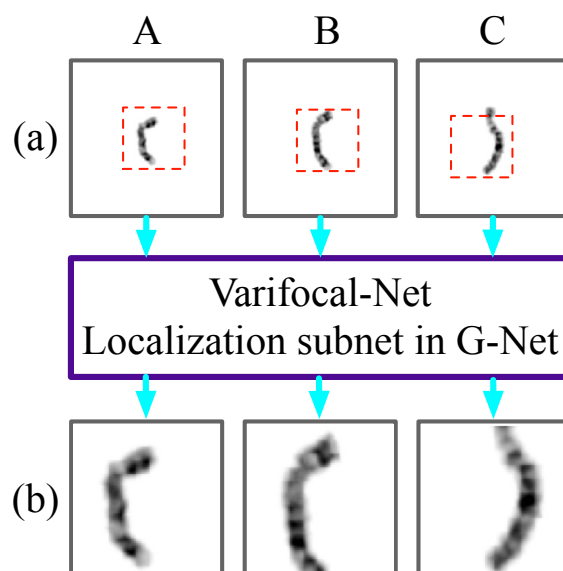 A B C
(a)
Varifocal-Net
Localization subnet in G-Net
(b)